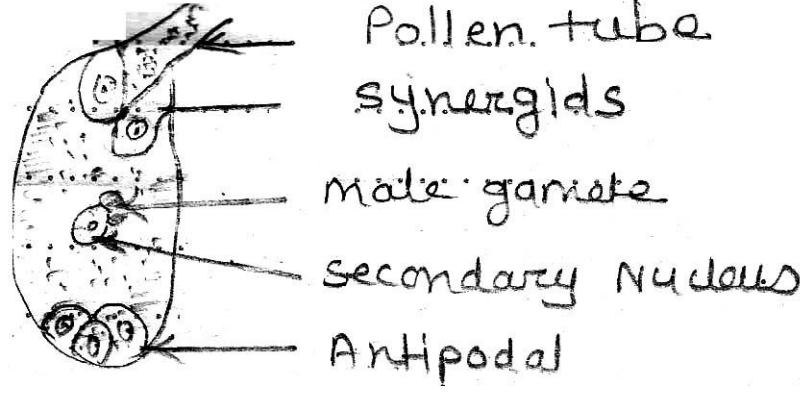 Pollen tube
Synergids
male gamete
Secondary Nucleus
Antipodal